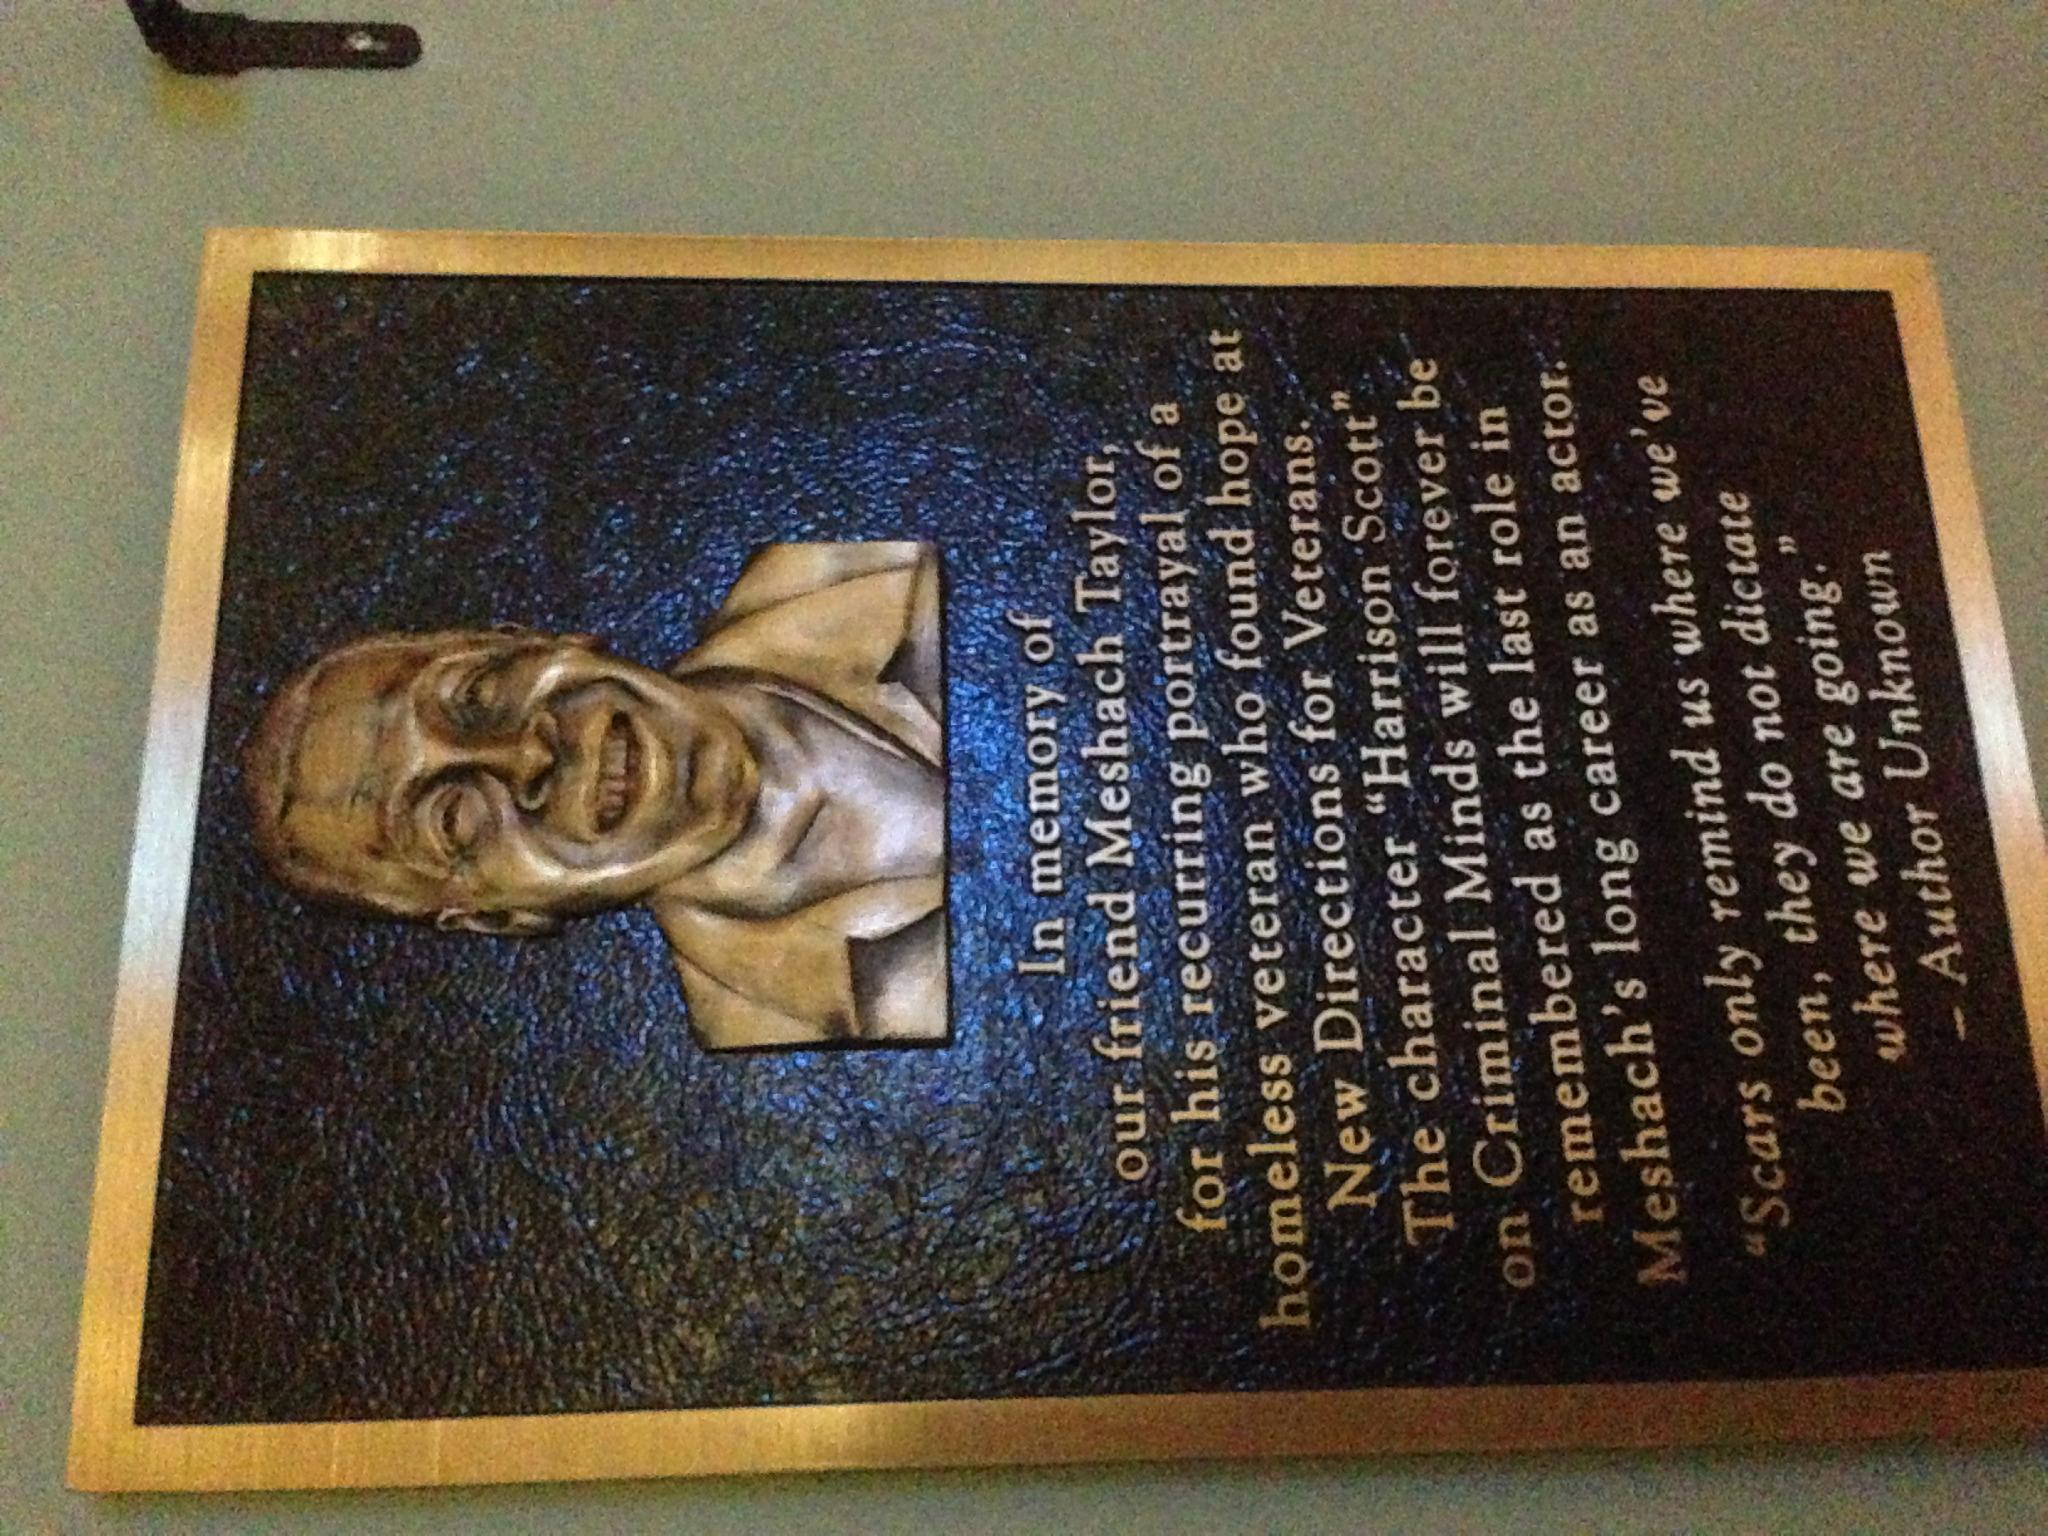 In memory of
our friend Meshach Taylor,
for his recurring portrayal of a
homeless veteran who found hope at
New Directions for Veterans.
The character “Harrison Scott”
on Criminal Minds will forever be
remembered as the last role in
Meshach's long career as an actor.
“Scars only remind us where we've
been, they do not dictate
where we are going.”
– Author Unknown